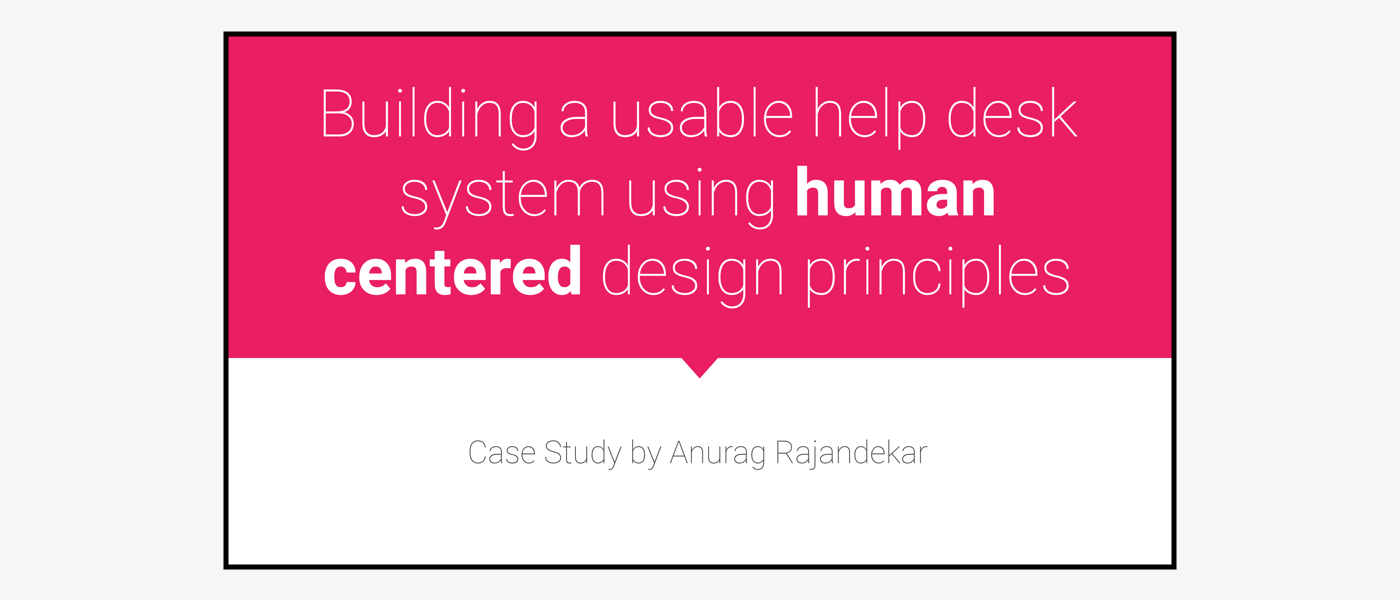 Building a usable help desk
system using human
centered design principles
Case Study by Anurag Rajandekar